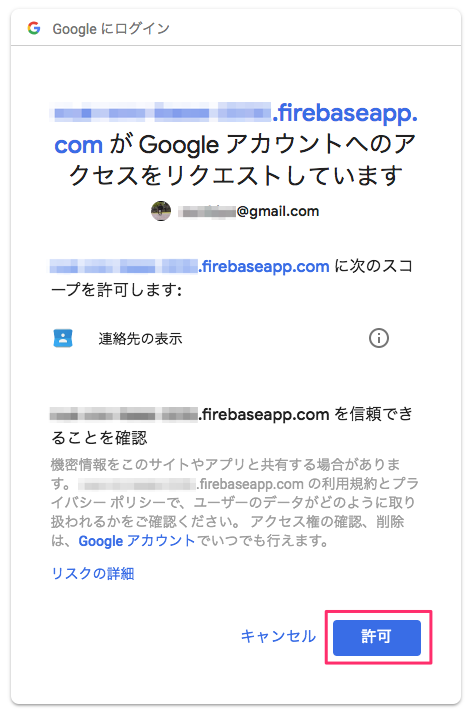 Google にログイン
.firebaseapp.
com が Google アカウントへのア
クセスをリクエストしています
@gmail.com
.firebaseapp.com に次のスコ
ープを許可します:
連絡先の表示
.firebaseapp.com を信頼でき
ることを確認
機密情報をこのサイトやアプリと共有する場合がありま
す。 .firebaseapp.com の利用規約とプラ
イバシー ポリシーで、ユーザーのデータがどのように取り
扱われるかをご確認ください。 アクセス権の確認、削除
は、Google アカウントでいつでも行えます。
リスクの詳細
キャンセル
許可